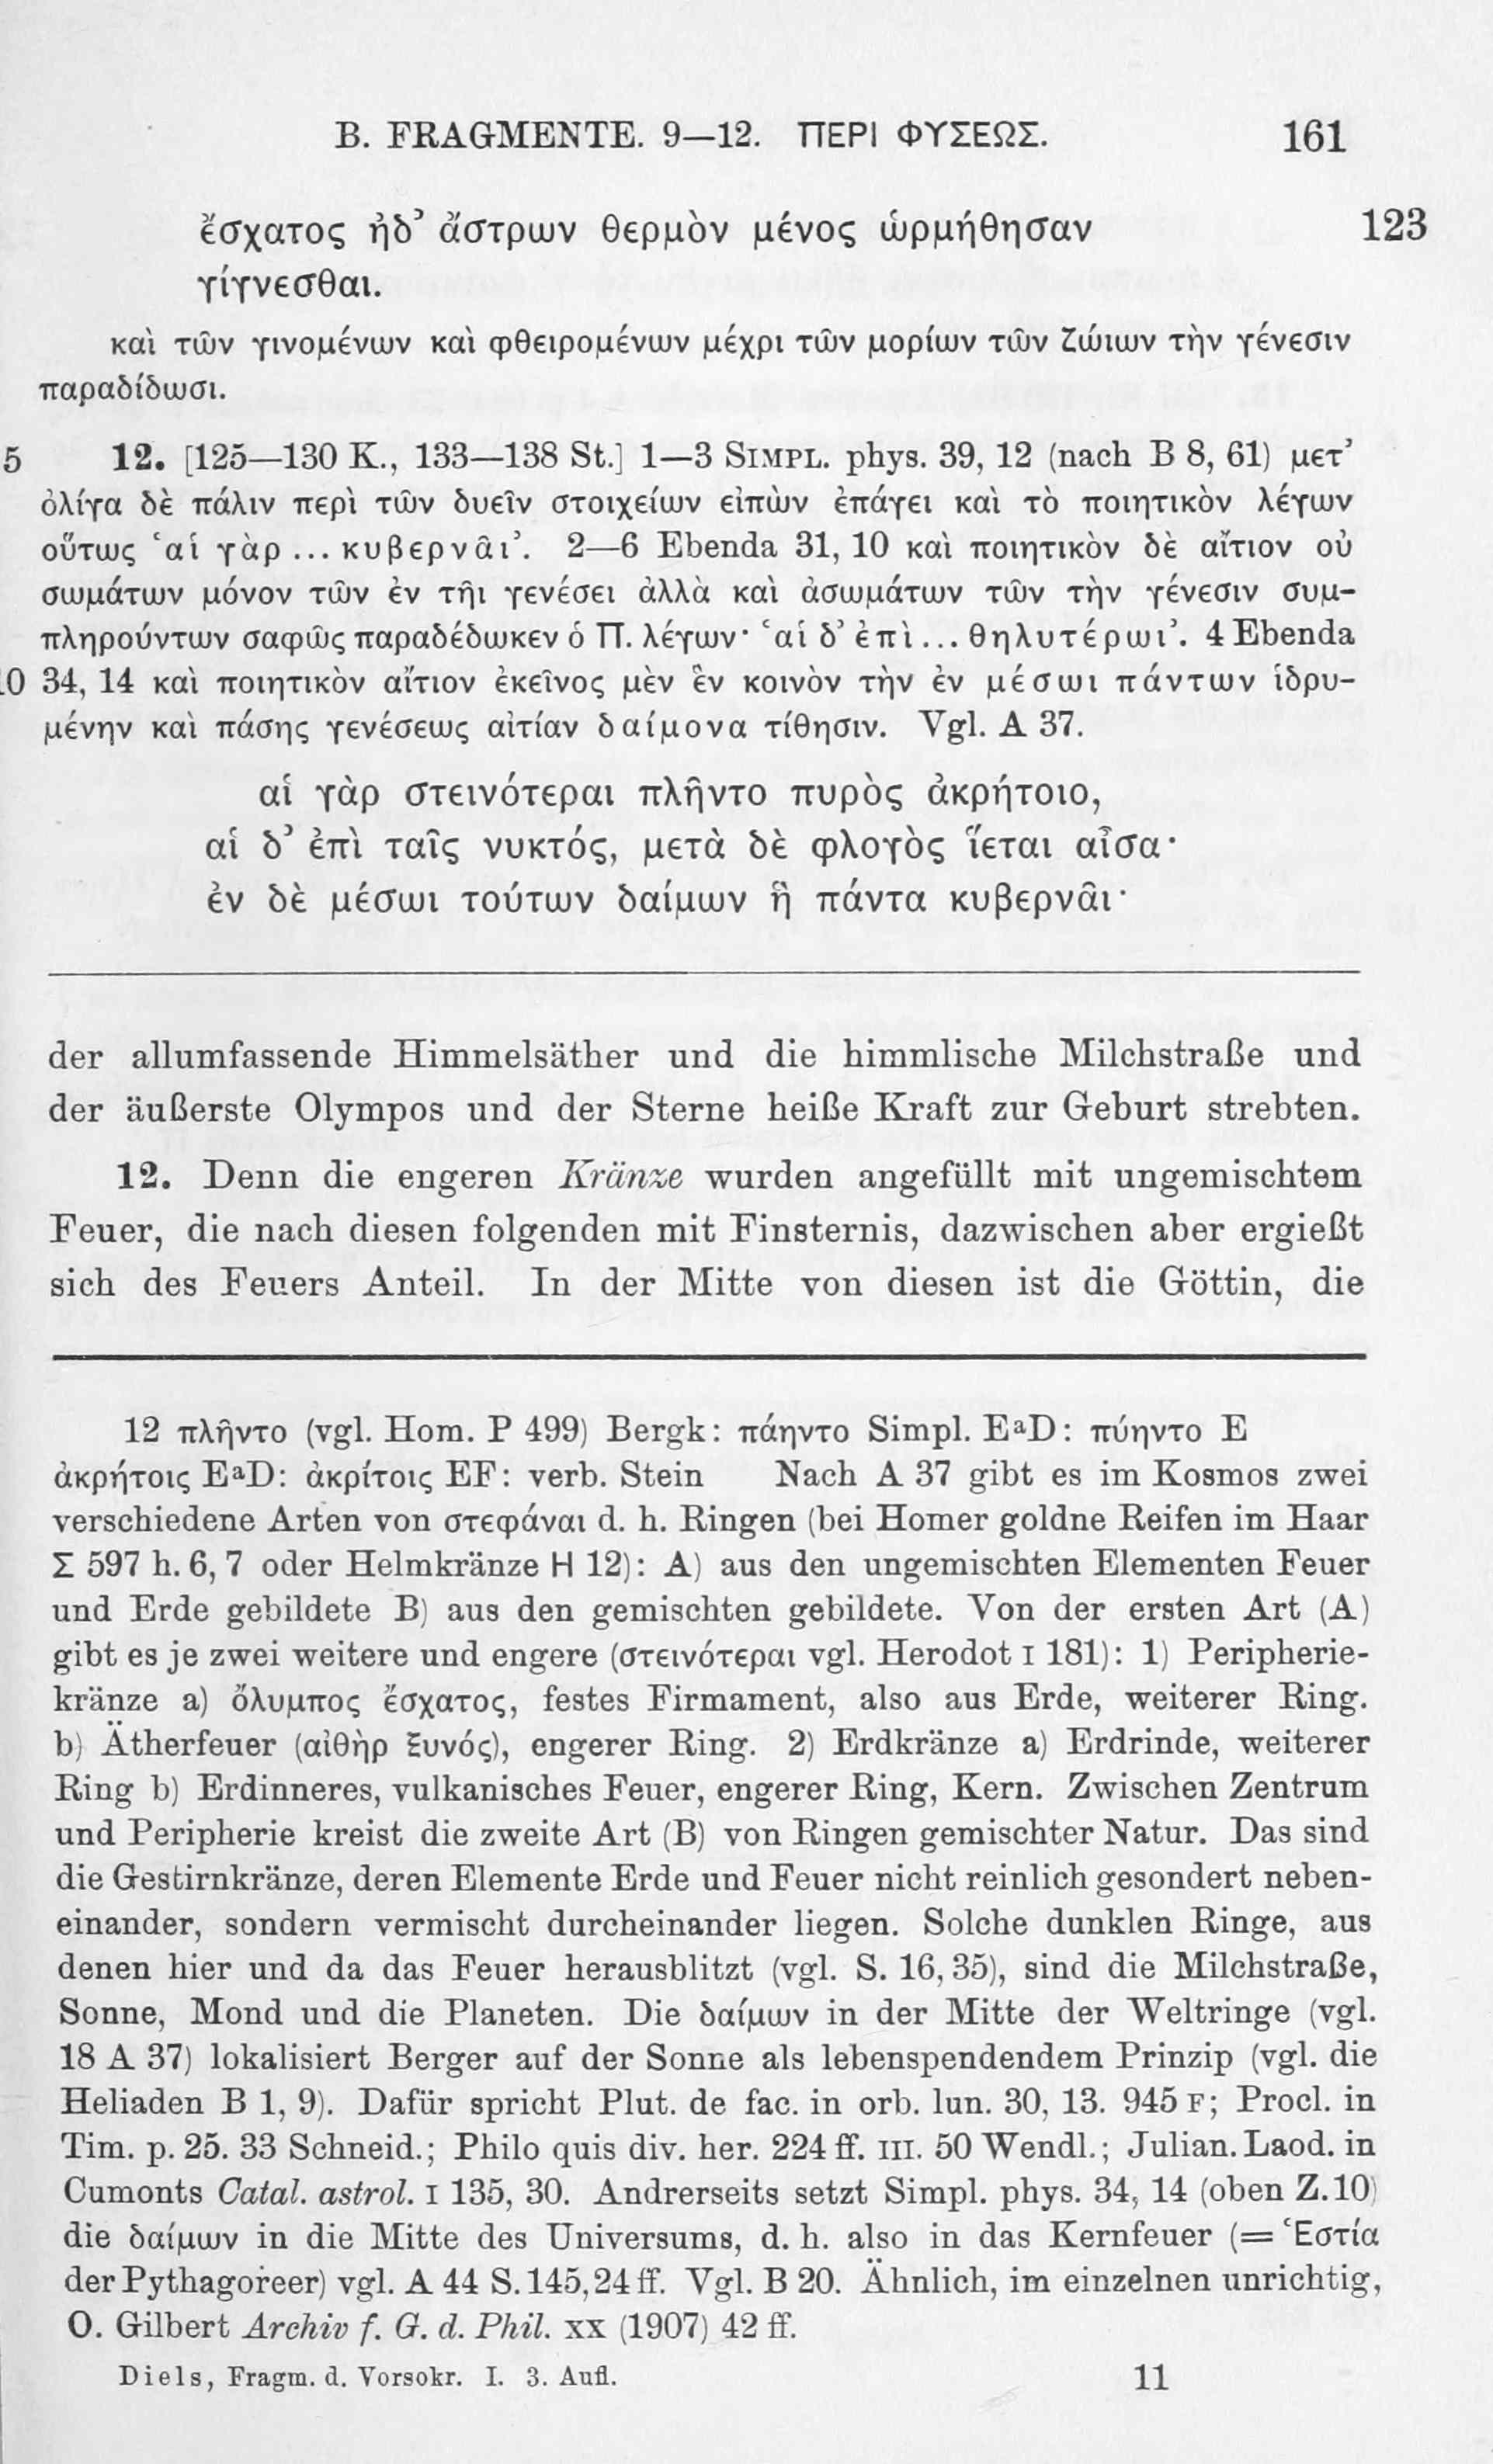 B. FRAGMENTE. 9—12. ΠΕΡΙ ΦΥΣΕΩΣ. 161
ἔσχατος ἠδ᾽ ἄστρων θερμὸν μένος ὡρμήθησαν 123
γίγνεσθαι.
καὶ τῶν γινομένων καὶ φθειρομένων μέχρι τῶν μορίων τῶν ζώιων τὴν γένεσιν
παραδίδωσι.
5 12. [125—130 K., 133—138 St.] 1—3 SIMPL. phys. 39, 12 (nach B 8, 61) μετ᾽
ὀλίγα δὲ πάλιν περὶ τῶν δυεῖν στοιχείων εἰπὼν ἐπάγει καὶ τὸ ποιητικὸν λέγων
οὕτως ʽαἱ γὰρ ... κυβερνᾶι᾽. 2—6 Ebenda 31, 10 καὶ ποιητικὸν δὲ αἴτιον οὐ
σωμάτων μόνον τῶν ἐν τῆι γενέσει ἀλλὰ καὶ ἀσωμάτων τῶν τὴν γένεσιν συμ-
πληρούντων σαφῶς παραδέδωκεν ὁ Π. λέγων· ʽαἱ δ᾽ ἐπὶ ... θηλυτέρωι᾽. 4 Ebenda
10 34, 14 καὶ ποιητικὸν αἴτιον ἐκεῖνος μὲν ἓν κοινὸν τὴν ἐν μέσωι πάντων ἱδρυ-
μένην καὶ πάσης γενέσεως αἰτίαν δαίμονα τίθησιν. Vgl. A 37.
αἱ γὰρ στεινότεραι πλῆντο πυρὸς ἀκρήτοιο,
αἱ δ᾽ ἐπὶ ταῖς νυκτός, μετὰ δὲ φλογὸς ἵεται αἶσα·
ἐν δὲ μέσωι τούτων δαίμων ἣ πάντα κυβερνᾶι·
der allumfassende Himmelsäther und die himmlische Milchstraße und
der äußerste Olympos und der Sterne heiße Kraft zur Geburt strebten.
12. Denn die engeren Kränze wurden angefüllt mit ungemischtem
Feuer, die nach diesen folgenden mit Finsternis, dazwischen aber ergießt
sich des Feuers Anteil. In der Mitte von diesen ist die Göttin, die
12 πλῆντο (vgl. Hom. P 499) Bergk: πάηντο Simpl. EᵃD: πύηντο E
ἀκρήτοις EᵃD: ἀκρίτοις EF: verb. Stein Nach A 37 gibt es im Kosmos zwei
verschiedene Arten von στεφάναι d. h. Ringen (bei Homer goldne Reifen im Haar
Σ 597 h. 6, 7 oder Helmkränze H 12): A) aus den ungemischten Elementen Feuer
und Erde gebildete B) aus den gemischten gebildete. Von der ersten Art (A)
gibt es je zwei weitere und engere (στεινότεραι vgl. Herodot I 181): 1) Peripherie-
kränze a) ὄλυμπος ἔσχατος, festes Firmament, also aus Erde, weiterer Ring.
b) Ätherfeuer (αἰθὴρ ξυνός), engerer Ring. 2) Erdkränze a) Erdrinde, weiterer
Ring b) Erdinneres, vulkanisches Feuer, engerer Ring, Kern. Zwischen Zentrum
und Peripherie kreist die zweite Art (B) von Ringen gemischter Natur. Das sind
die Gestirnkränze, deren Elemente Erde und Feuer nicht reinlich gesondert neben-
einander, sondern vermischt durcheinander liegen. Solche dunklen Ringe, aus
denen hier und da das Feuer herausblitzt (vgl. S. 16, 35), sind die Milchstraße,
Sonne, Mond und die Planeten. Die δαίμων in der Mitte der Weltringe (vgl.
18 A 37) lokalisiert Berger auf der Sonne als lebenspendendem Prinzip (vgl. die
Heliaden B 1, 9). Dafür spricht Plut. de fac. in orb. lun. 30, 13. 945 F; Procl. in
Tim. p. 25. 33 Schneid.; Philo quis div. her. 224 ff. III. 50 Wendl.; Julian. Laod. in
Cumonts Catal. astrol. I 135, 30. Andrerseits setzt Simpl. phys. 34, 14 (oben Z. 10)
die δαίμων in die Mitte des Universums, d. h. also in das Kernfeuer (= Ἑστία
der Pythagoreer) vgl. A 44 S. 145, 24 ff. Vgl. B 20. Ähnlich, im einzelnen unrichtig,
O. Gilbert Archiv f. G. d. Phil. XX (1907) 42 ff.
Diels, Fragm. d. Vorsokr. I. 3. Aufl. 11